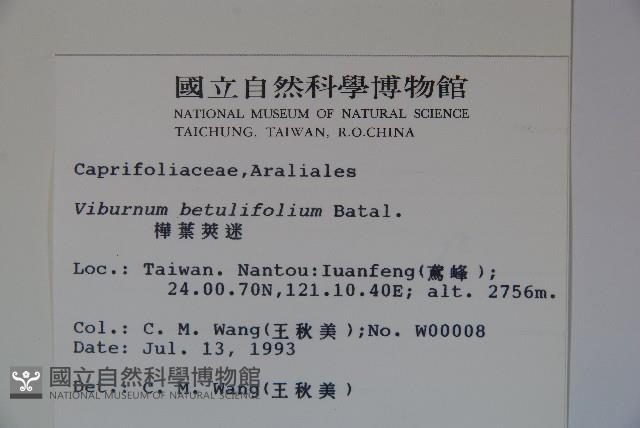 國立自然科學博物館
NATIONAL MUSEUM OF NATURAL SCIENCE
TAICHUNG, TAIWAN, R.O.CHINA
Caprifoliaceae,Araliales
Viburnum betulifolium Batal.
樺葉莢迷
Loc.: Taiwan. Nantou:Iuanfeng(鳶峰);
24.00.70N,121.10.40E; alt. 2756m.
Col.: C. M. Wang(王秋美);No. W00008
Date: Jul. 13, 1993
Det.: C. M. Wang(王秋美)
國立自然科學博物館
NATIONAL MUSEUM OF NATURAL SCIENCE